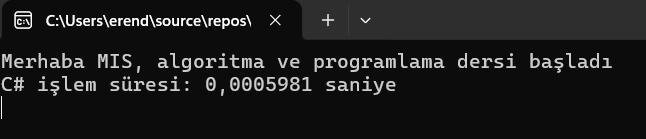 C:\Users\erend\source\repos\
Merhaba MIS, algoritma ve programlama dersi başladı
C# işlem süresi: 0,0005981 saniye